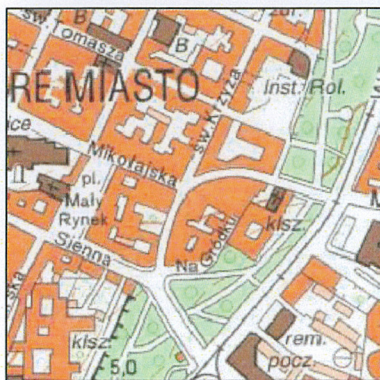 św. Tomasza
B
B
RE MIASTO
Inst. Rol.
św. Krzyża
ice
Mikołajska
pl.
Mały
Rynek
klsz.
Sienna
Na Gródku
ska
klsz.
5,0
rem.
pocz.